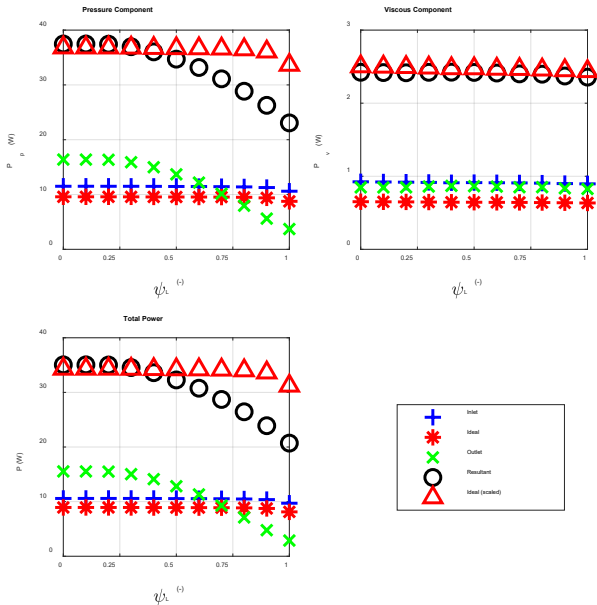 Pressure Component
40
30
20
10
0
P p (W)
0 0.25 0.5 0.75 1
ψL (-)
Viscous Component
3
2
1
0
P v (W)
0 0.25 0.5 0.75 1
ψL (-)
Total Power
40
30
20
10
0
P (W)
0 0.25 0.5 0.75 1
ψL (-)
Inlet
Ideal
Outlet
Resultant
Ideal (scaled)